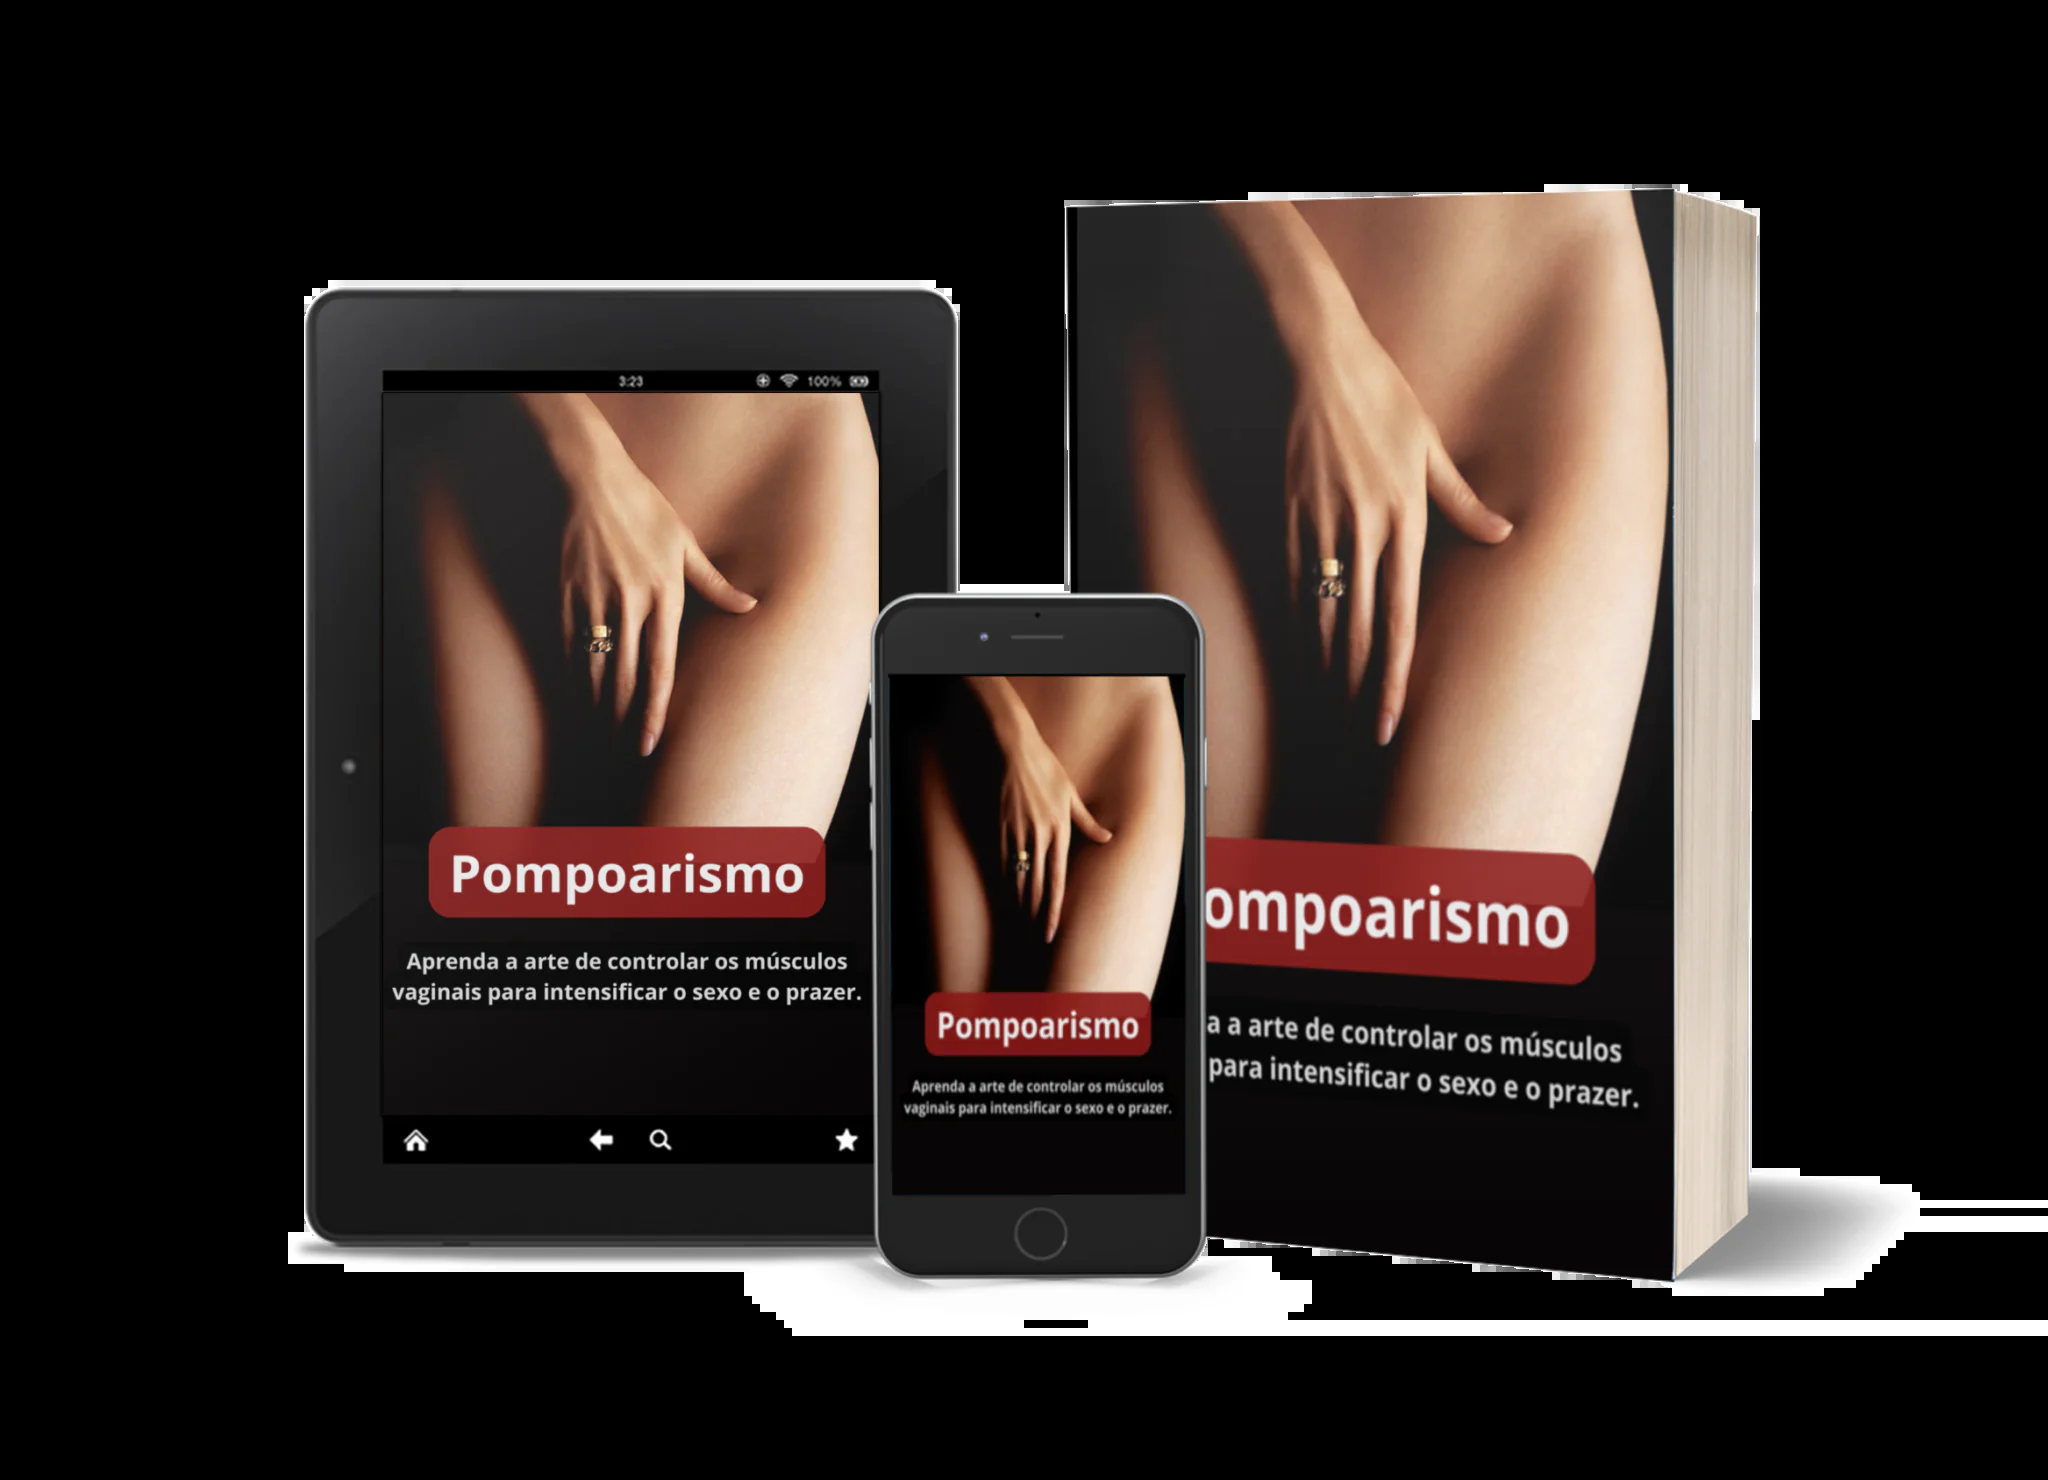 3:23 100%
Pompoarismo
Aprenda a arte de controlar os músculos
vaginais para intensificar o sexo e o prazer.
Pompoarismo
Aprenda a arte de controlar os músculos
vaginais para intensificar o sexo e o prazer.
ompoarismo
a a arte de controlar os músculos
para intensificar o sexo e o prazer.